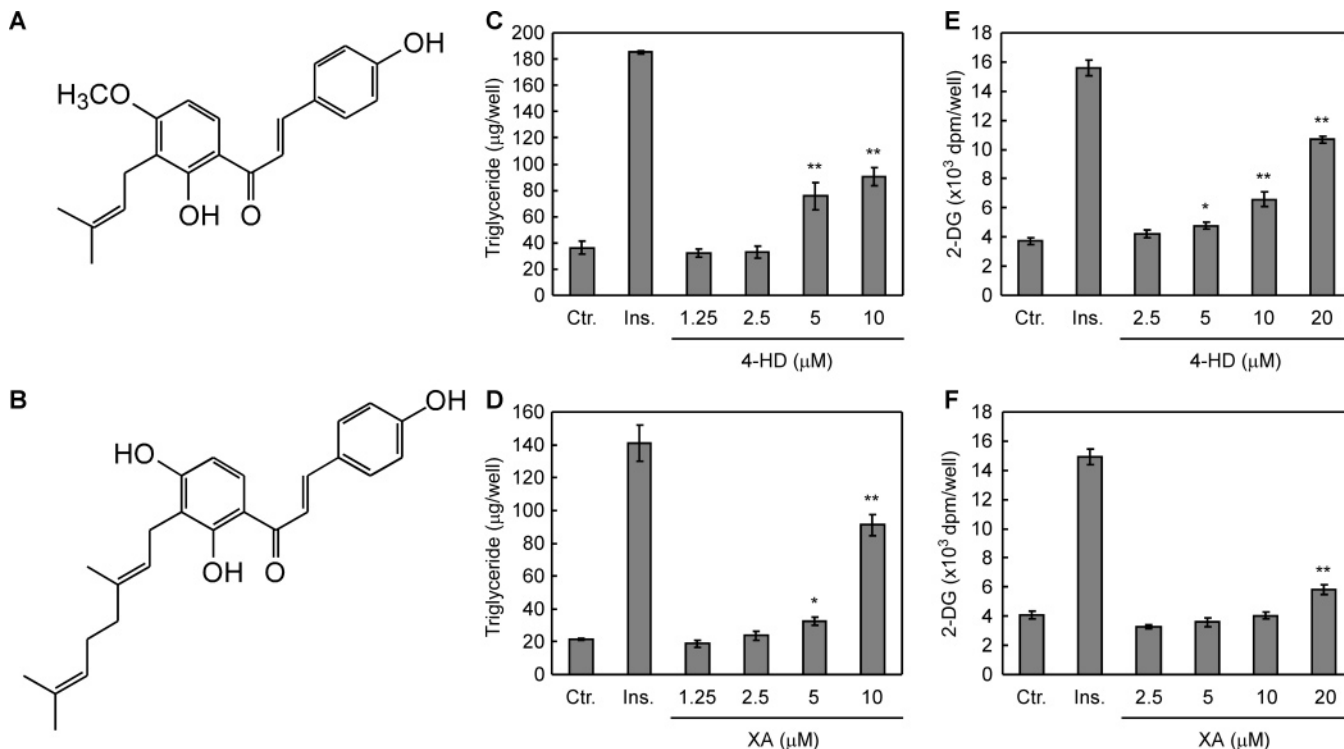 A
H3CO
OH
OH
O
B
HO
OH
OH
O
C
Triglyceride (μg/well)
200
180
160
140
120
100
80
60
40
20
0
** **
Ctr. Ins. 1.25 2.5 5 10
4-HD (μM)
D
Triglyceride (μg/well)
160
140
120
100
80
60
40
20
0
* **
Ctr. Ins. 1.25 2.5 5 10
XA (μM)
E
2-DG (x10³ dpm/well)
18
16
14
12
10
8
6
4
2
0
* ** **
Ctr. Ins. 2.5 5 10 20
4-HD (μM)
F
2-DG (x10³ dpm/well)
18
16
14
12
10
8
6
4
2
0
**
Ctr. Ins. 2.5 5 10 20
XA (μM)